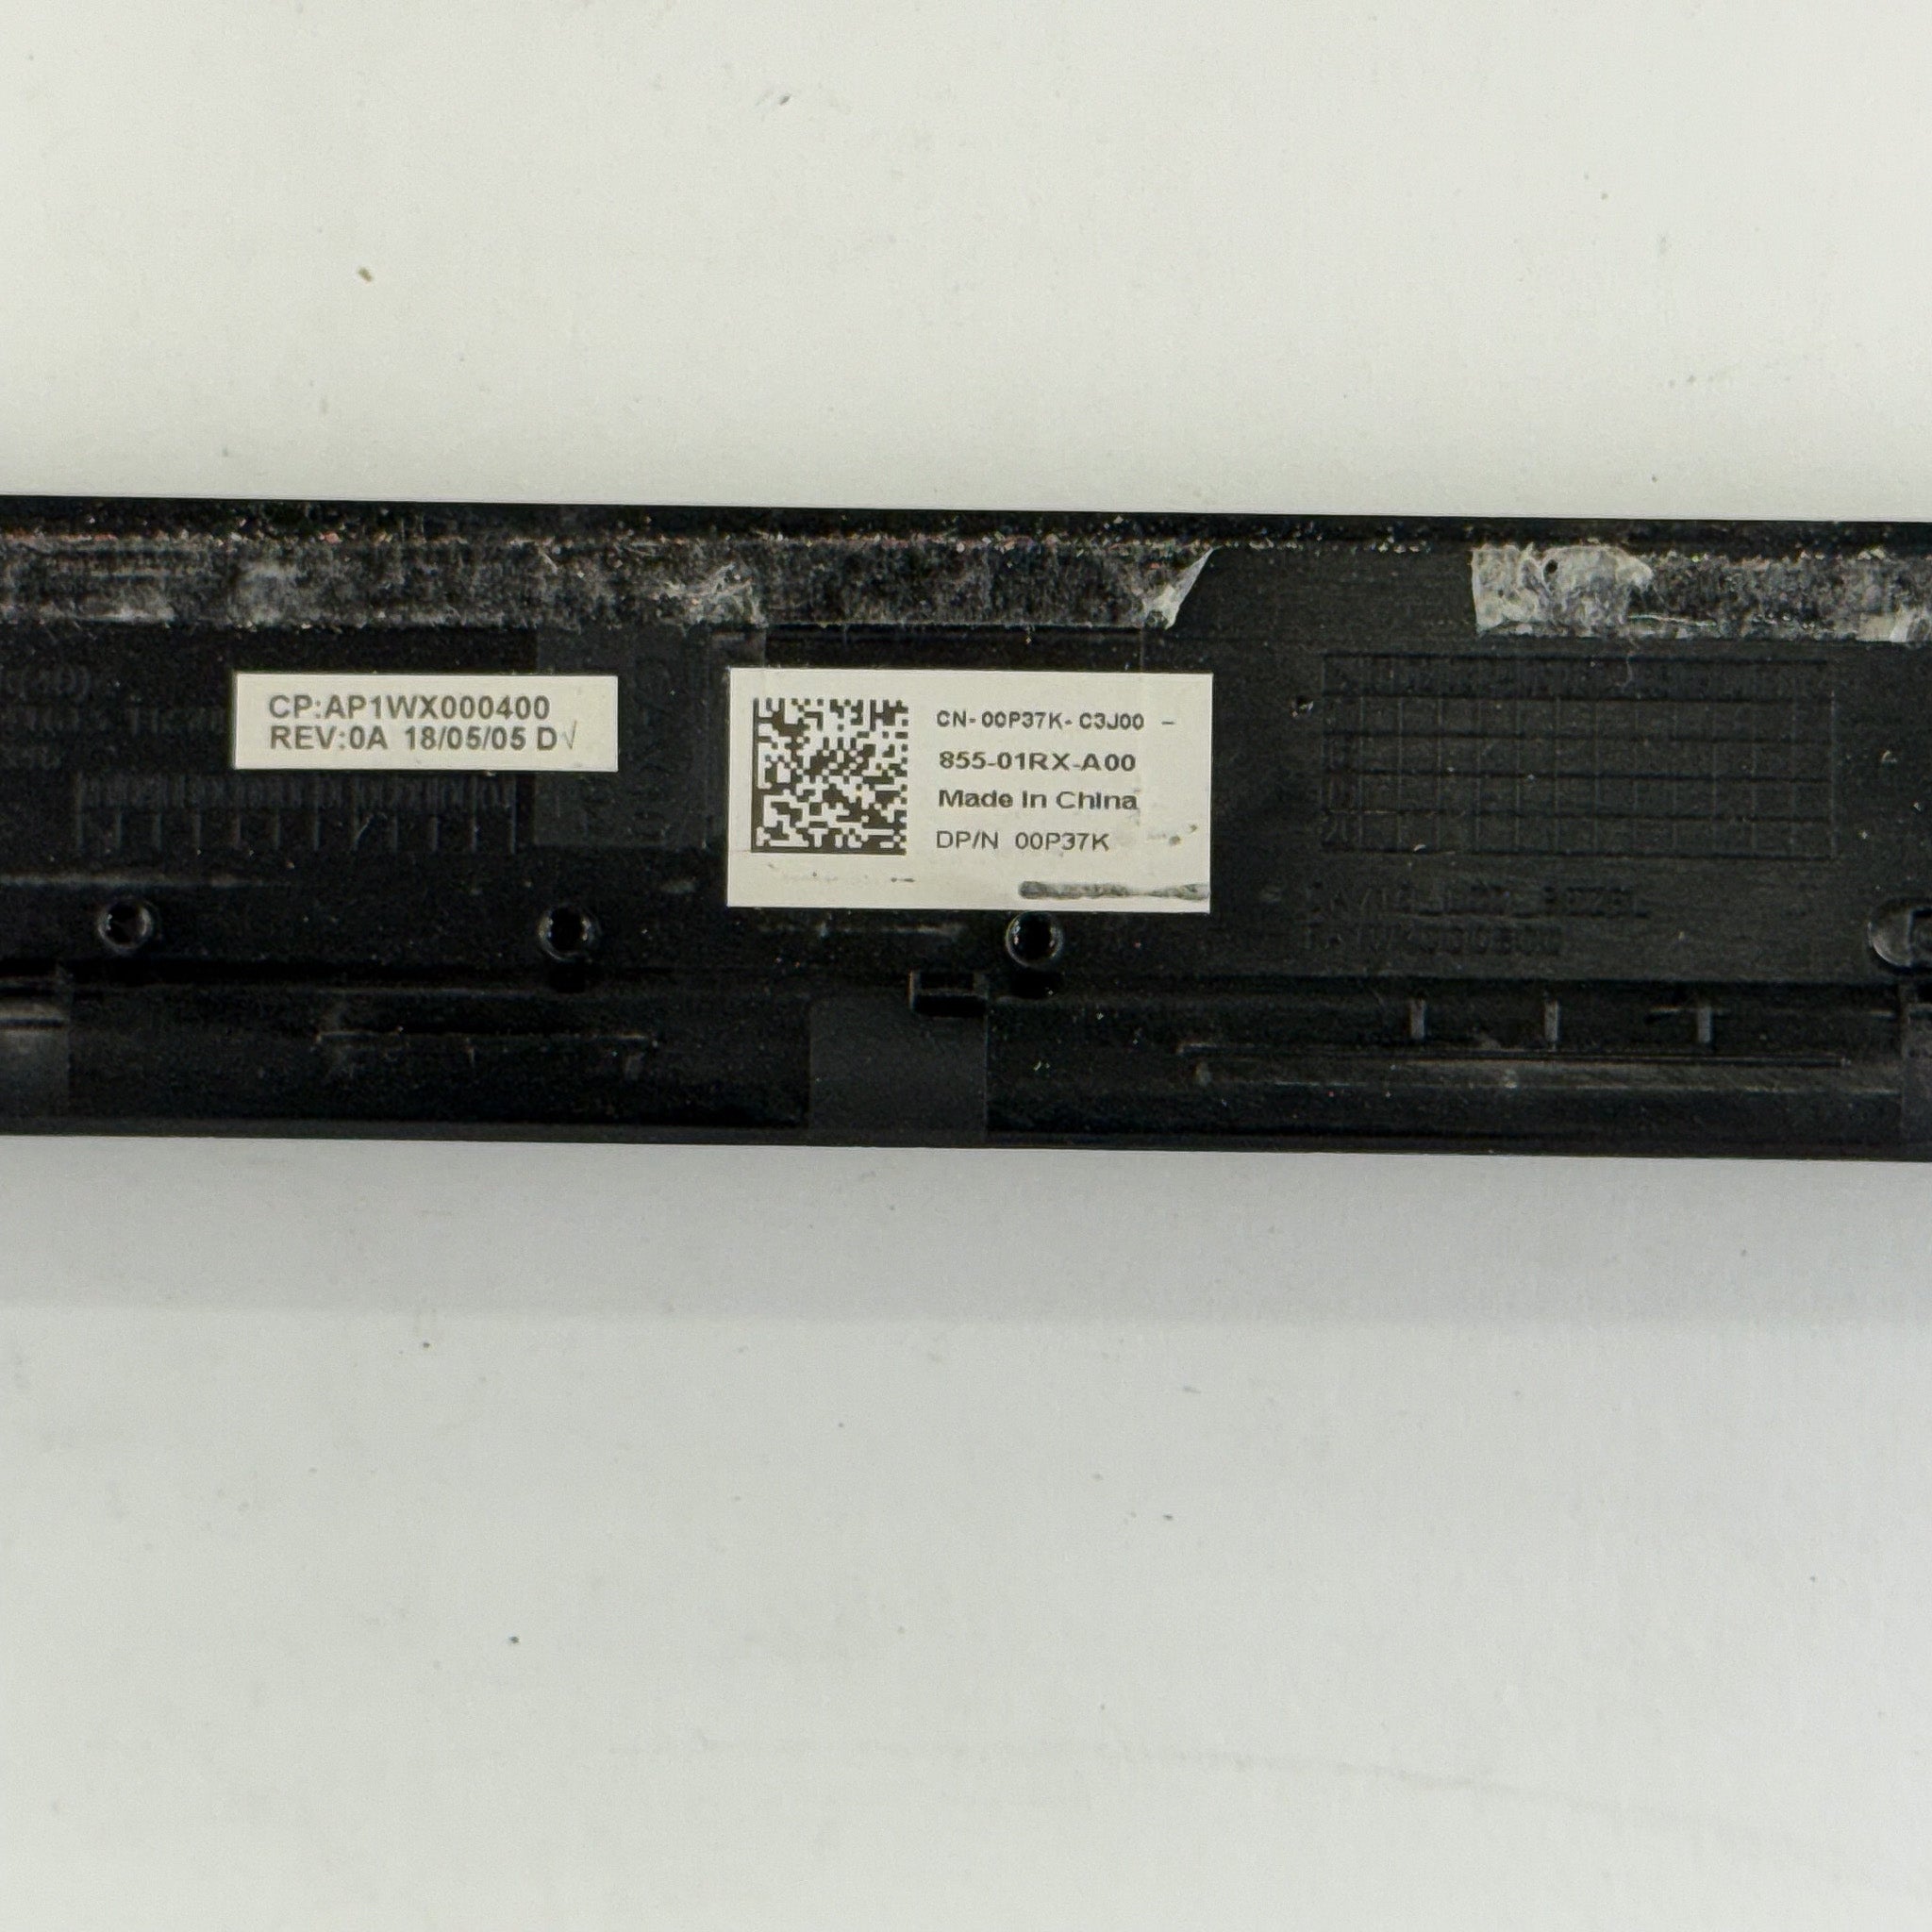 CP:AP1WX000400
REV:0A 18/05/05 D√
CN-00P37K-C3J00 -
855-01RX-A00
Made In China
DP/N 00P37K